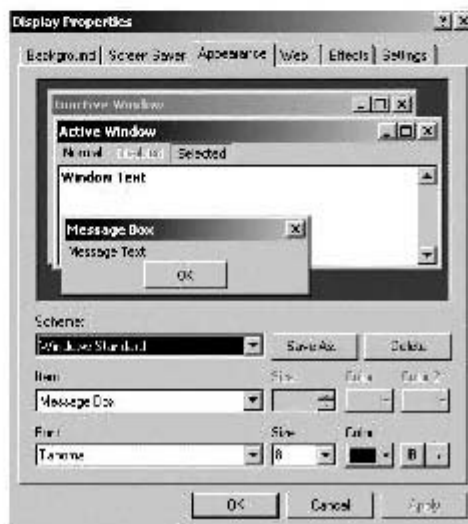 Display Properties
Background Screen Saver Appearance Web Effects Settings
Inactive Window
Active Window
Normal Disabled Selected
Window Text
Message Box
Message Text
OK
Scheme:
Windows Standard Save As... Delete
Item: Size: Color: Color 2:
Message Box
Font: Size: Color:
Tahoma 8 B
OK Cancel Apply